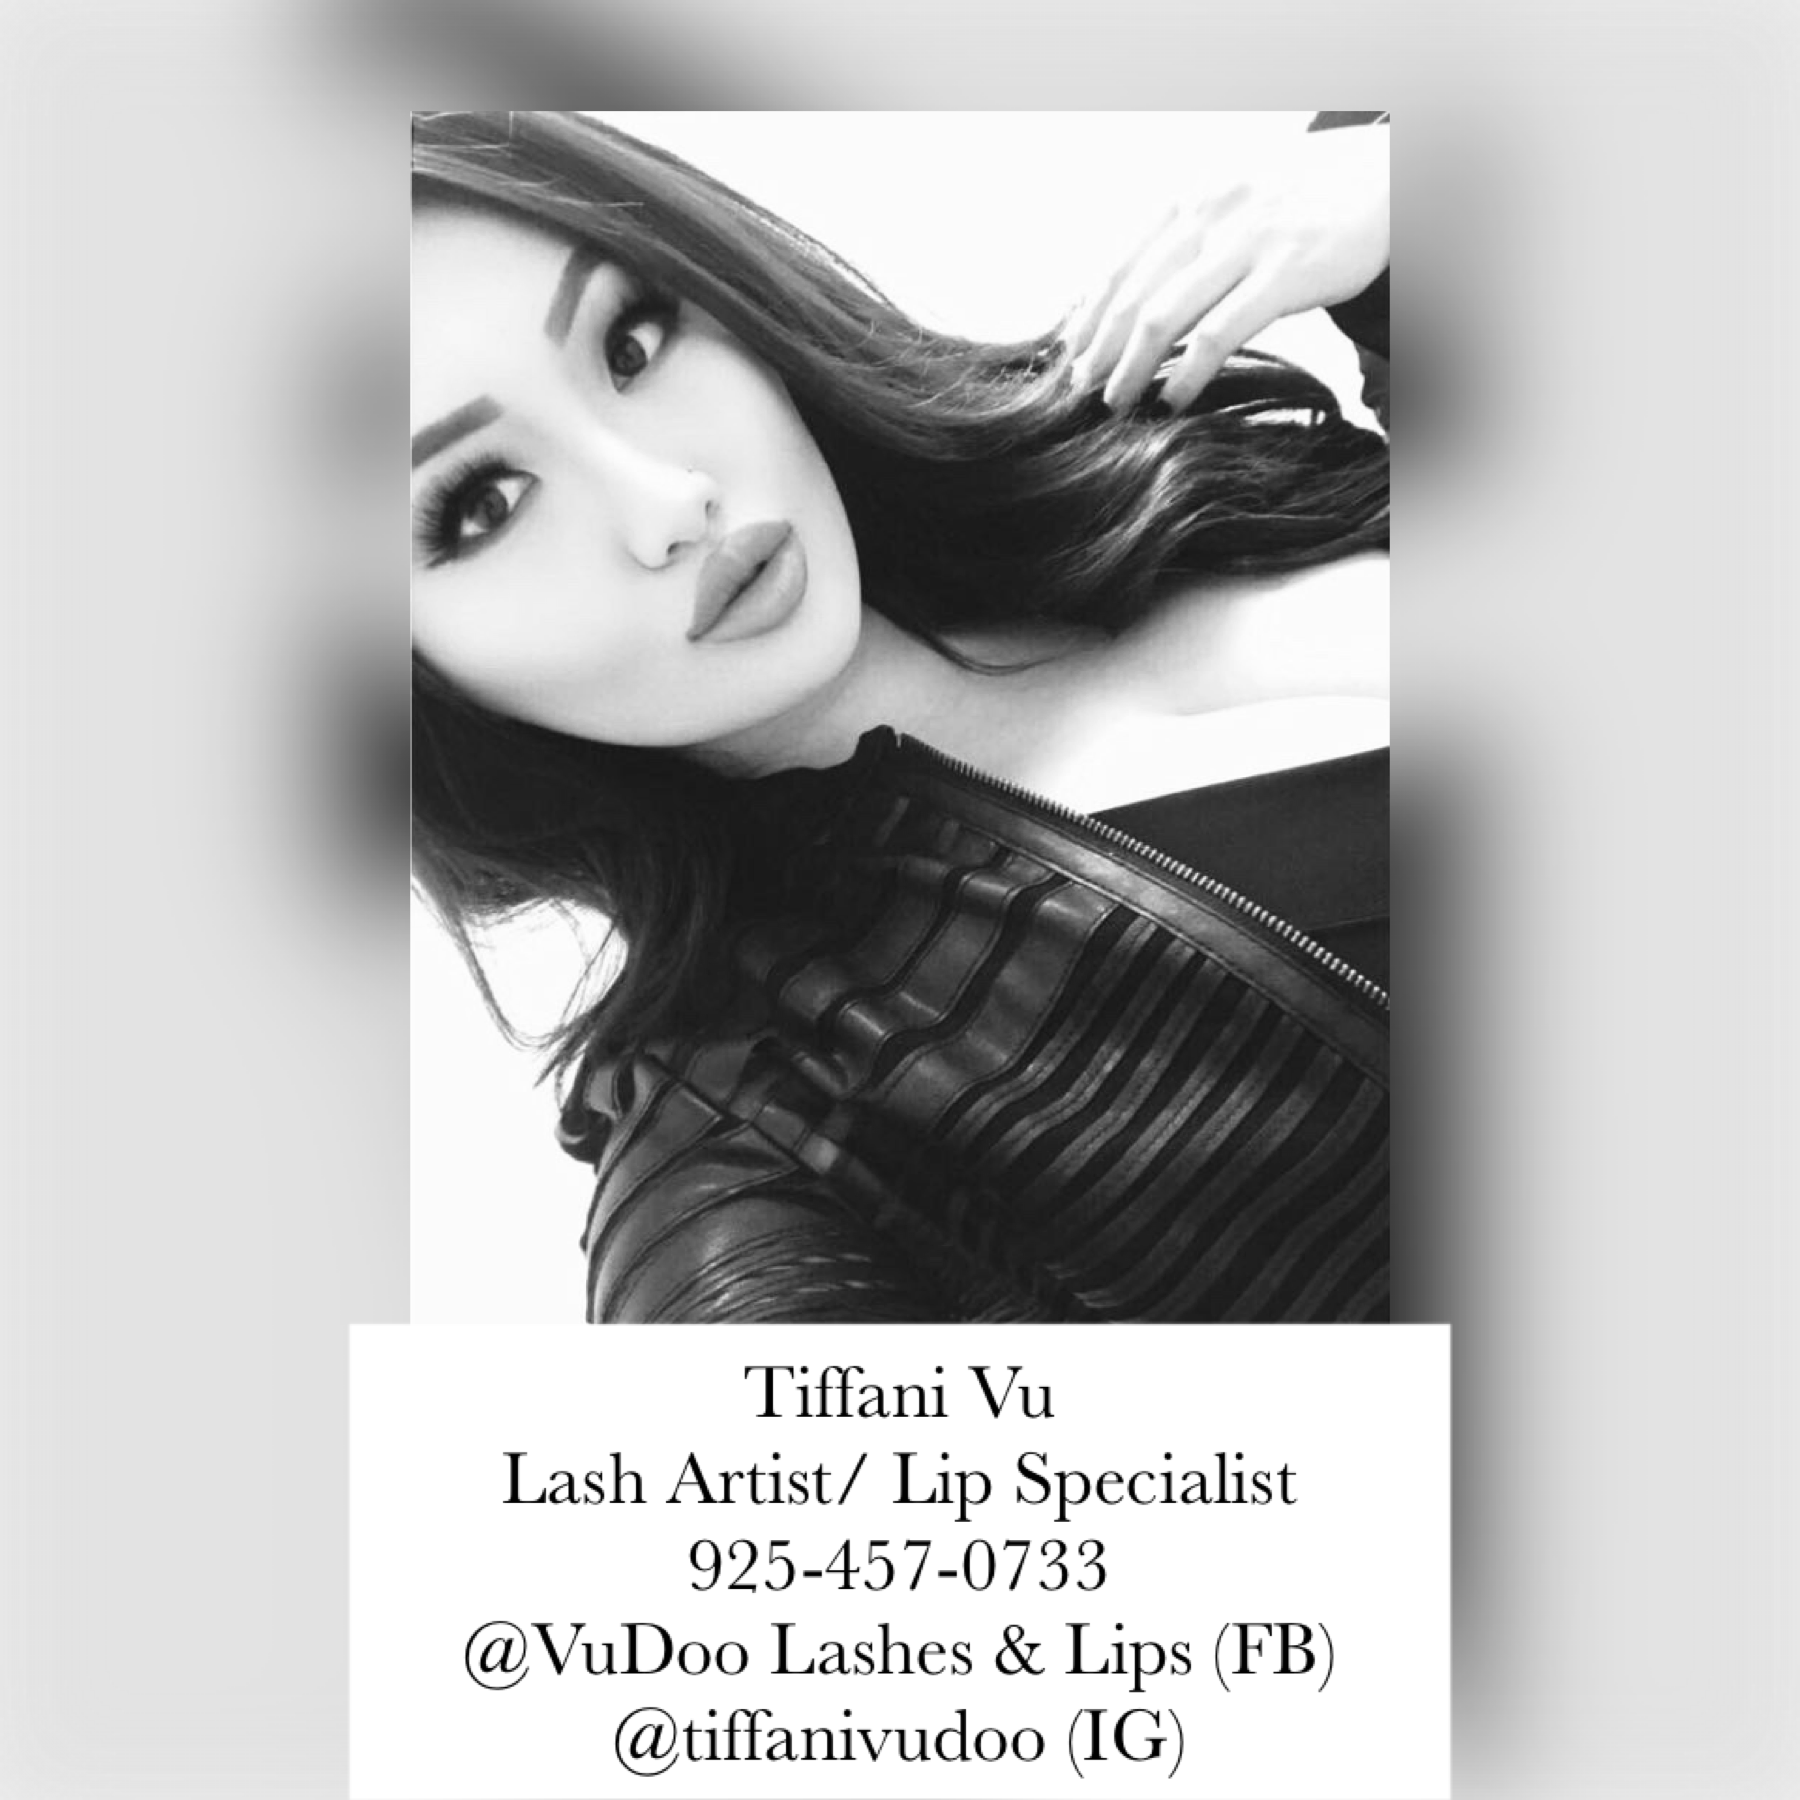 Tiffani Vu
Lash Artist/ Lip Specialist
925-457-0733
@VuDoo Lashes & Lips (FB)
@tiffanivudoo (IG)